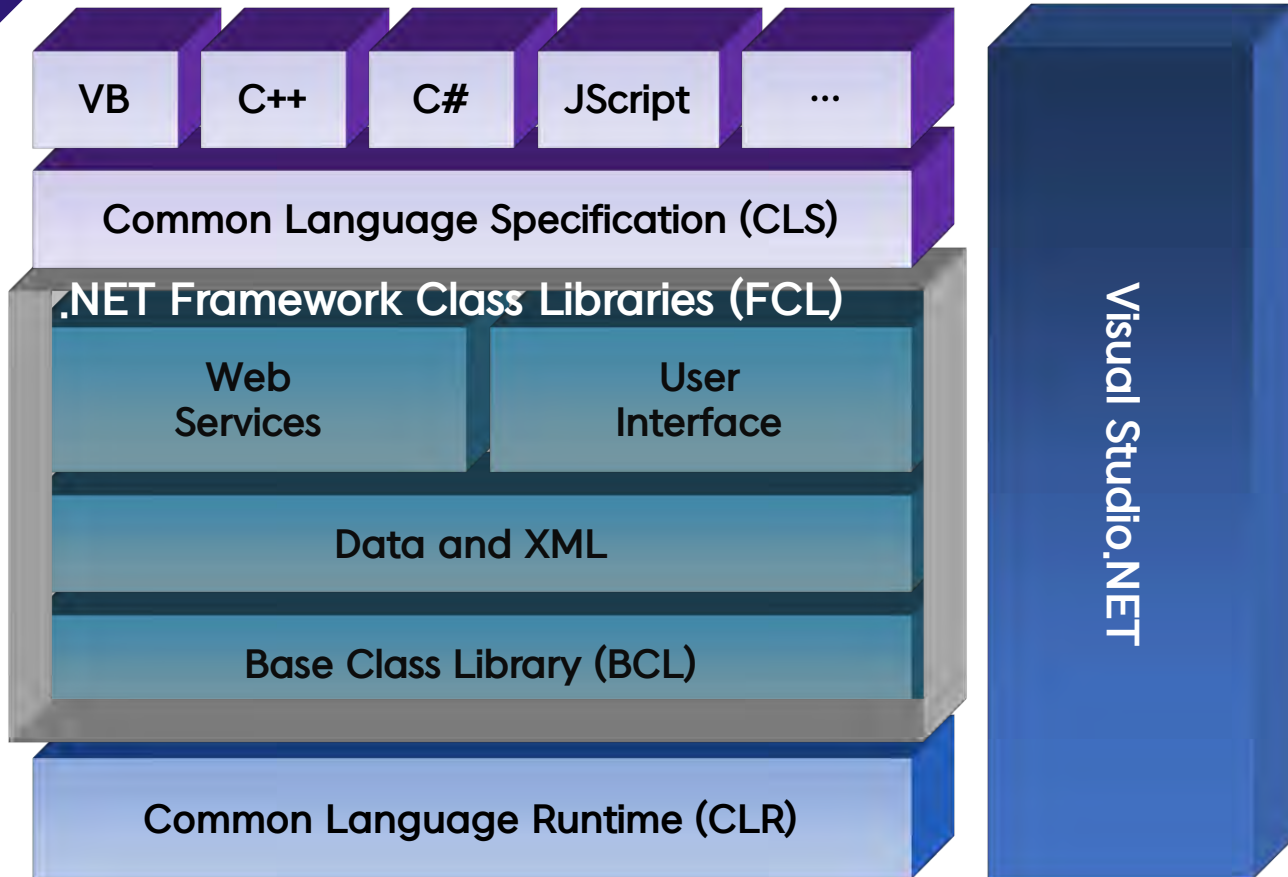 VB
C++
C#
JScript
...
Common Language Specification (CLS)
.NET Framework Class Libraries (FCL)
Web
Services
User
Interface
Data and XML
Base Class Library (BCL)
Common Language Runtime (CLR)
Visual Studio.NET